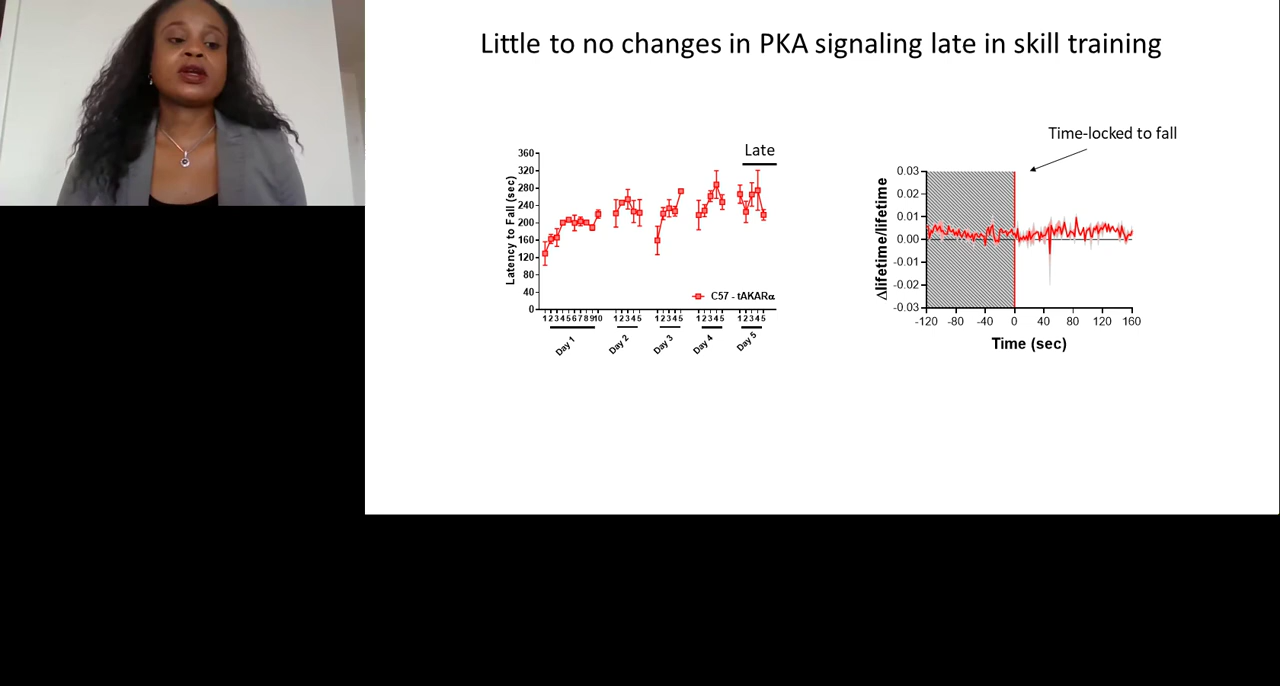 Little to no changes in PKA signaling late in skill training
Late
Latency to Fall (sec)
360
320
280
240
200
160
120
80
40
0
C57 - tAKARα
1 2 3 4 5 6 7 8 9 10
1 2 3 4 5
1 2 3 4 5
1 2 3 4 5
1 2 3 4 5
Day 1
Day 2
Day 3
Day 4
Day 5
Time-locked to fall
Δlifetime/lifetime
0.03
0.02
0.01
0.00
-0.01
-0.02
-0.03
-120 -80 -40 0 40 80 120 160
Time (sec)